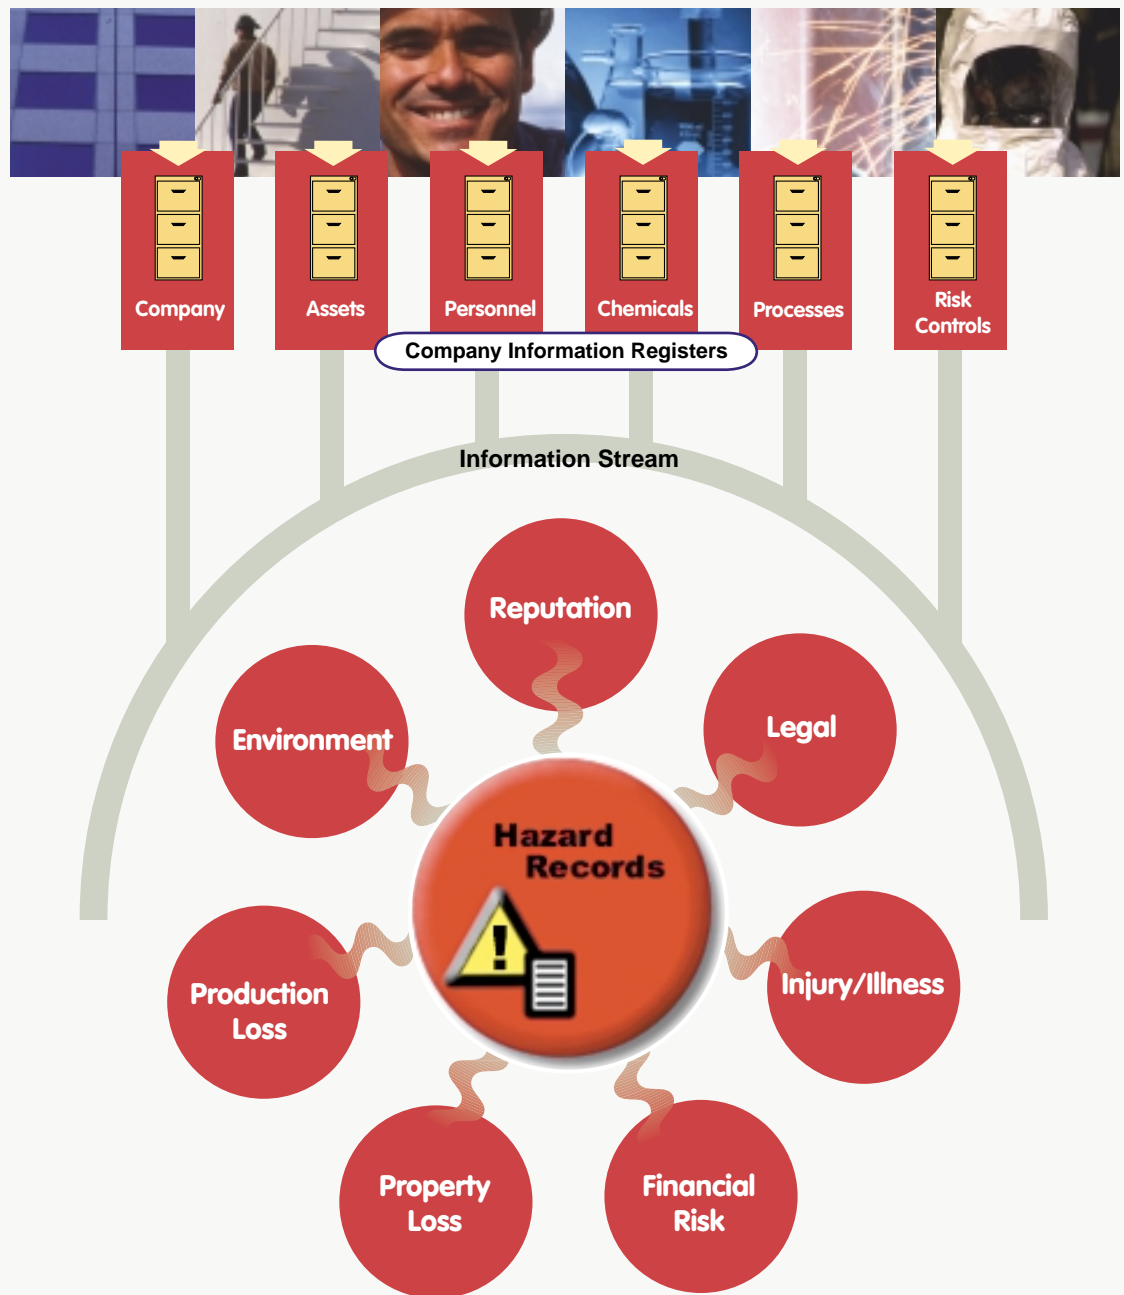 Company
Assets
Personnel
Chemicals
Processes
Risk
Controls
Company Information Registers
Information Stream
Reputation
Legal
Environment
Hazard
Records
!
Injury/Illness
Production
Loss
Property
Loss
Financial
Risk